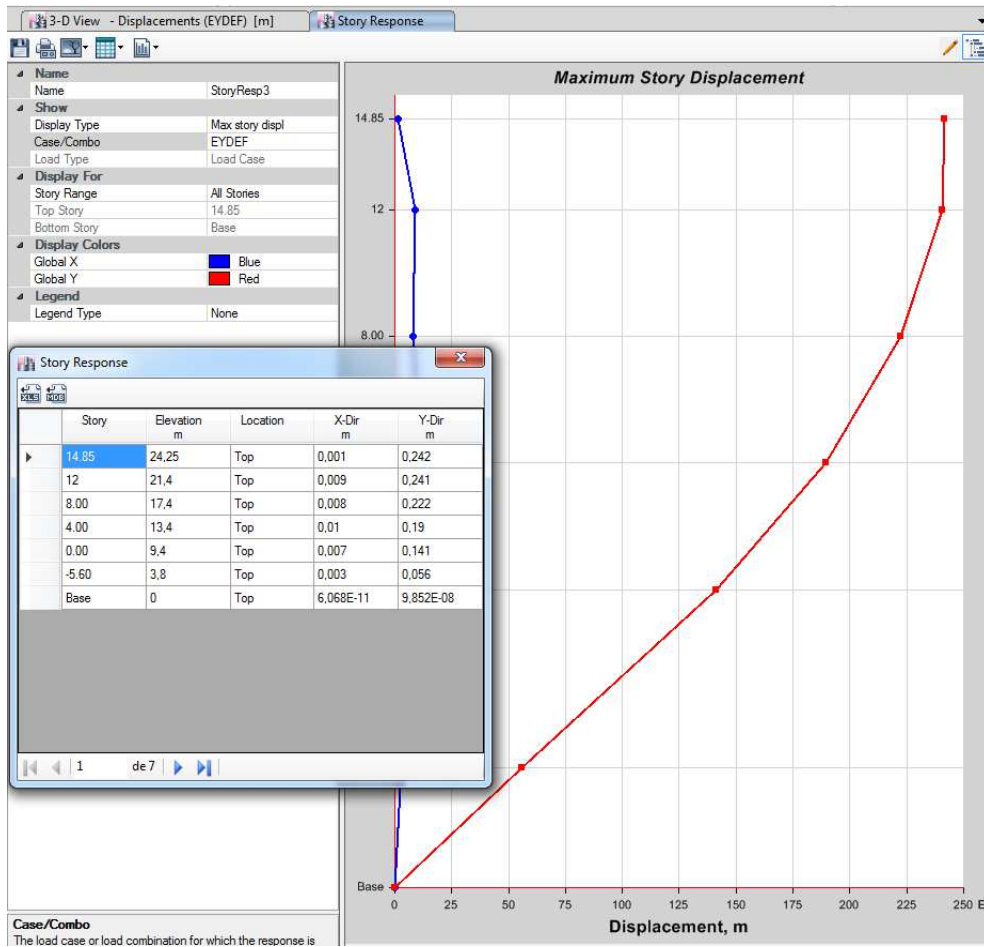 3-D View - Displacements (EYDEF) [m]
Story Response
Name
Name StoryResp3
Show
Display Type Max story displ
Case/Combo EYDEF
Load Type Load Case
Display For
Story Range All Stories
Top Story 14.85
Bottom Story Base
Display Colors
Global X Blue
Global Y Red
Legend
Legend Type None
Story Response
XLS MDB
Story Elevation Location X-Dir Y-Dir
m m m
14.85 24,25 Top 0,001 0,242
12 21,4 Top 0,009 0,241
8.00 17,4 Top 0,008 0,222
4.00 13,4 Top 0,01 0,19
0.00 9,4 Top 0,007 0,141
-5.60 3,8 Top 0,003 0,056
Base 0 Top 6,068E-11 9,852E-08
1 de 7
Case/Combo
The load case or load combination for which the response is
Maximum Story Displacement
14.85
12
8.00
Base
0 25 50 75 100 125 150 175 200 225 250 E
Displacement, m